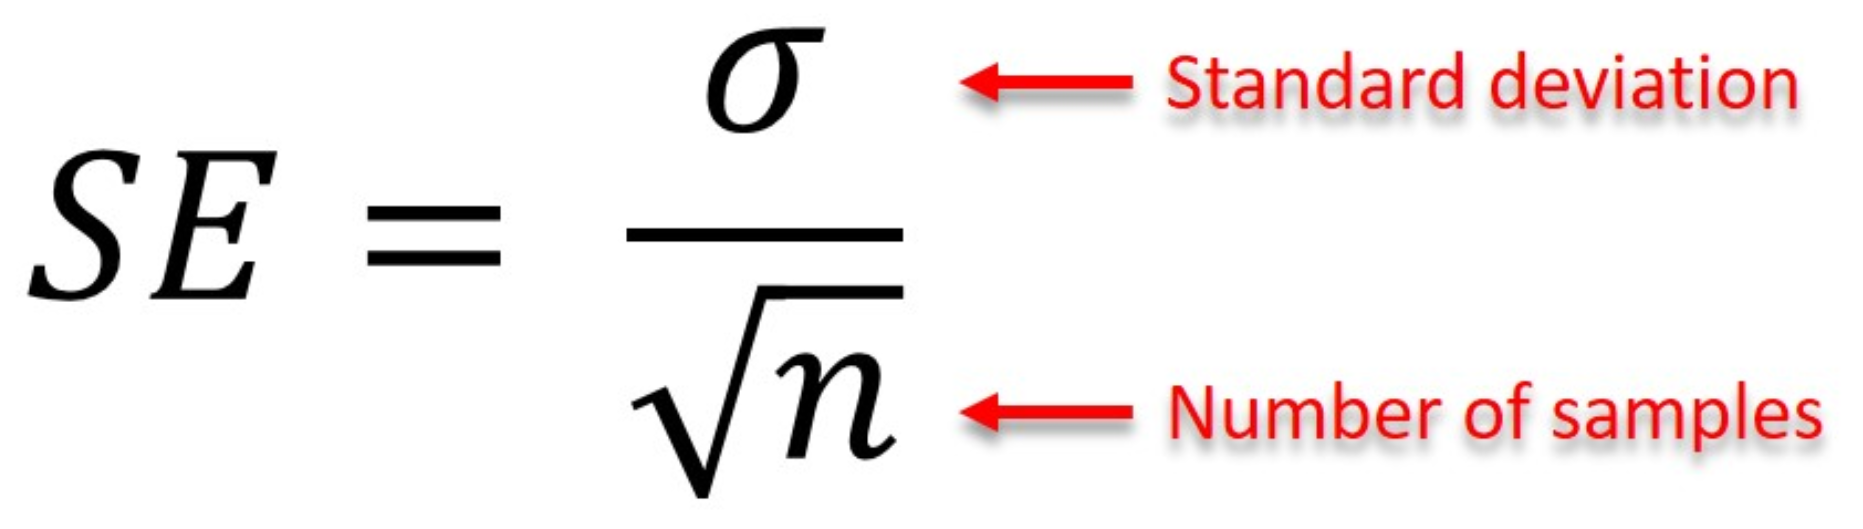 SE = σ / √n
Standard deviation
Number of samples